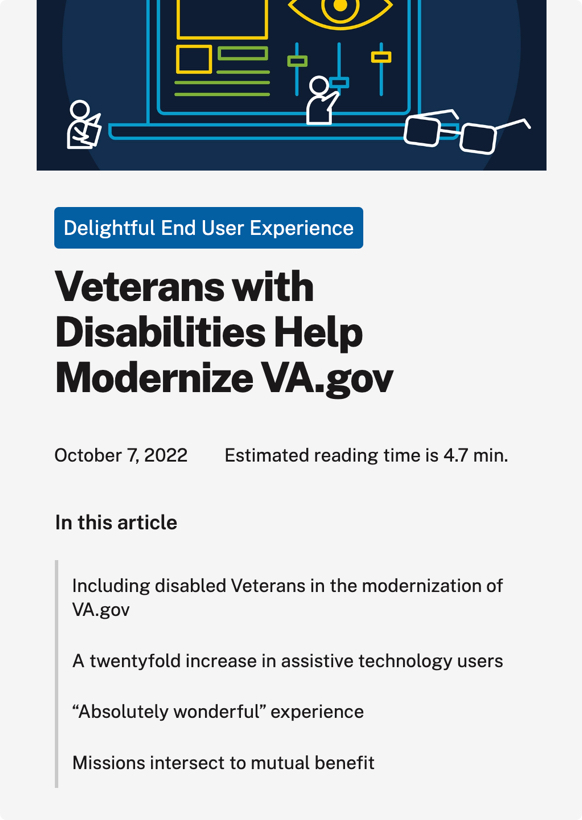 Delightful End User Experience
Veterans with
Disabilities Help
Modernize VA.gov
October 7, 2022 Estimated reading time is 4.7 min.
In this article
Including disabled Veterans in the modernization of
VA.gov
A twentyfold increase in assistive technology users
“Absolutely wonderful” experience
Missions intersect to mutual benefit